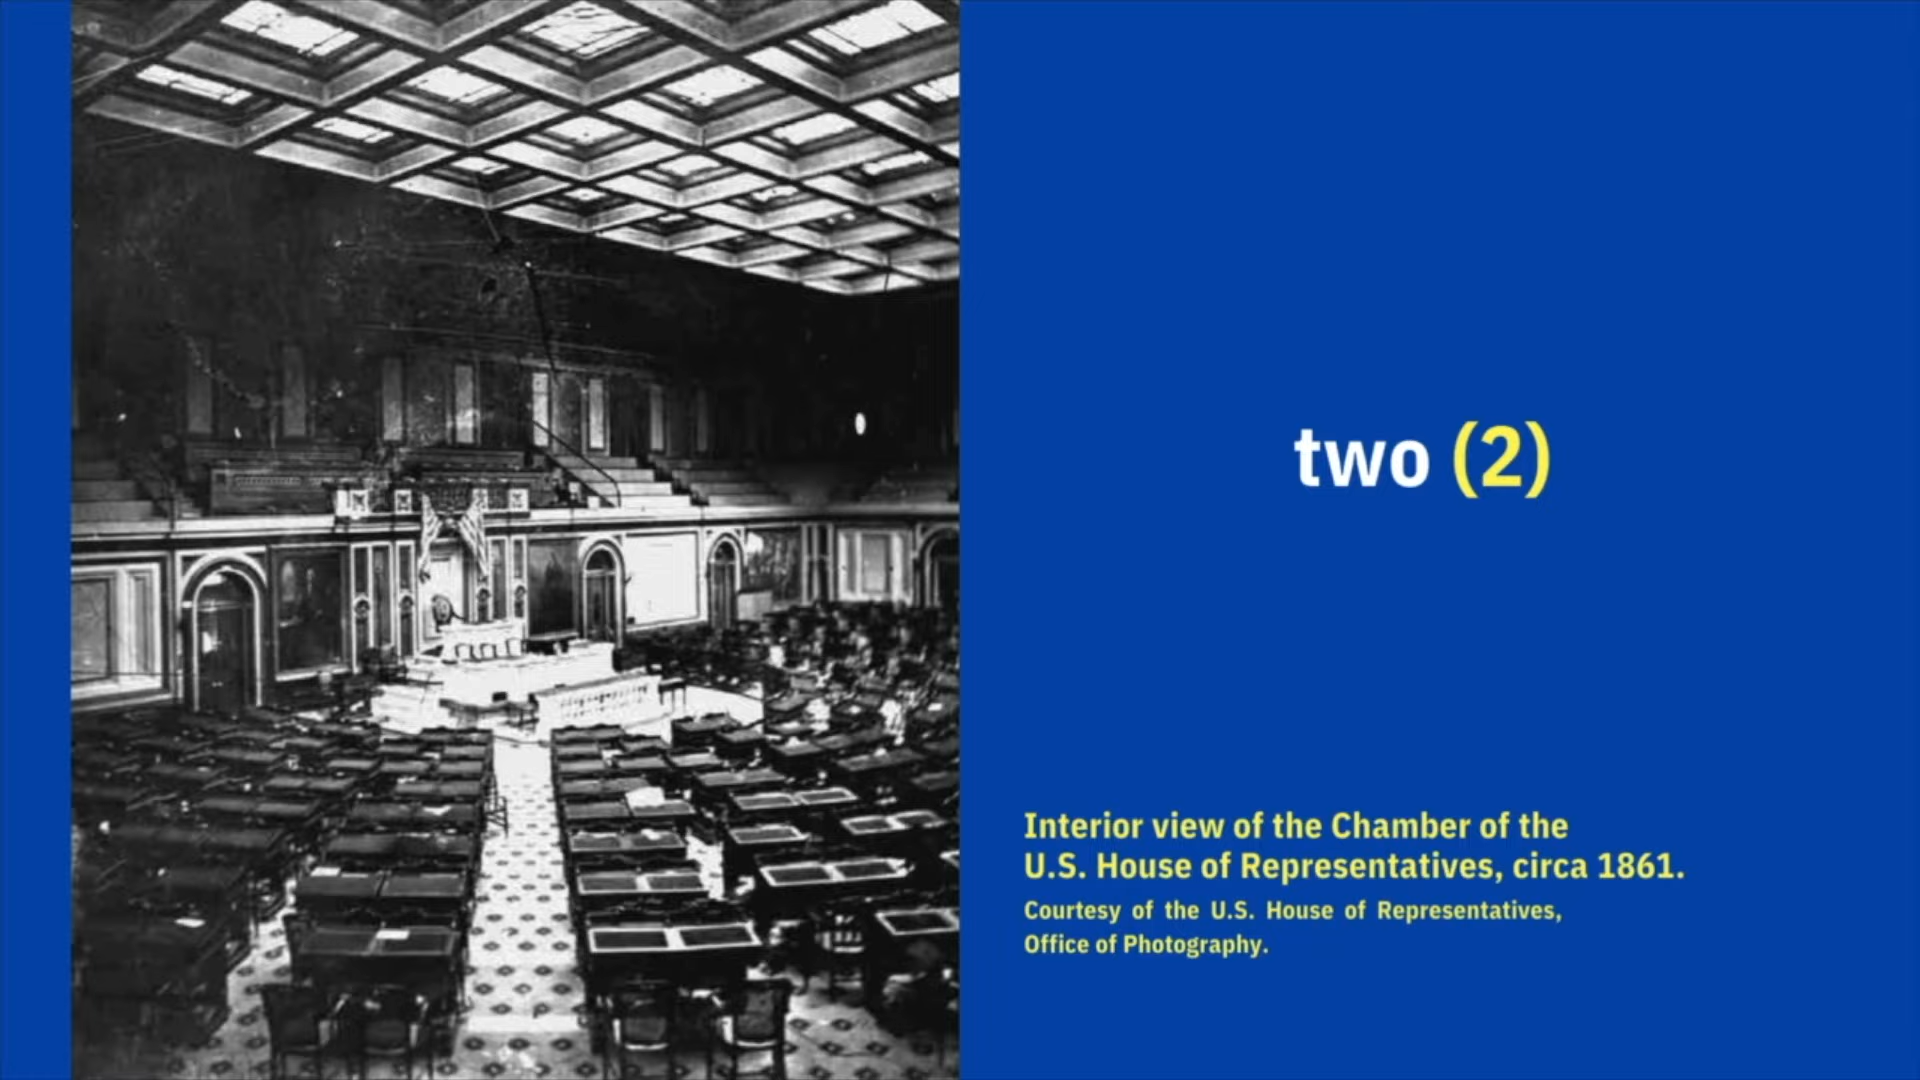 two (2)
Interior view of the Chamber of the
U.S. House of Representatives, circa 1861.
Courtesy of the U.S. House of Representatives,
Office of Photography.